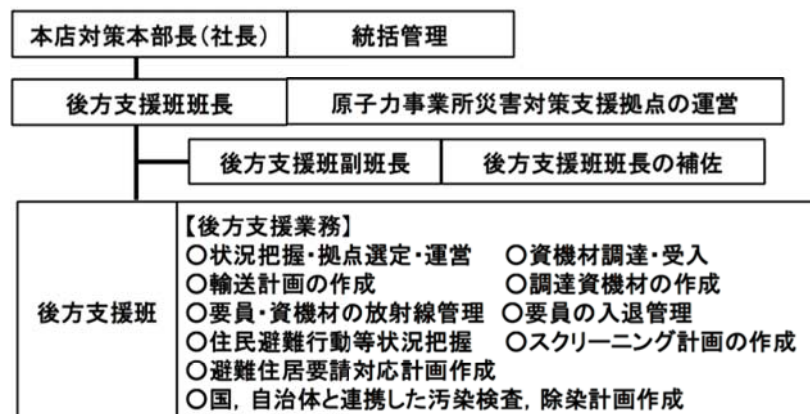 本店対策本部長(社長) 統括管理
後方支援班班長 原子力事業所災害対策支援拠点の運営
後方支援班副班長 後方支援班班長の補佐
後方支援班
【後方支援業務】
○状況把握・拠点選定・運営 ○資機材調達・受入
○輸送計画の作成 ○調達資機材の作成
○要員・資機材の放射線管理 ○要員の入退管理
○住民避難行動等状況把握 ○スクリーニング計画の作成
○避難住居要請対応計画作成
○国，自治体と連携した汚染検査，除染計画作成